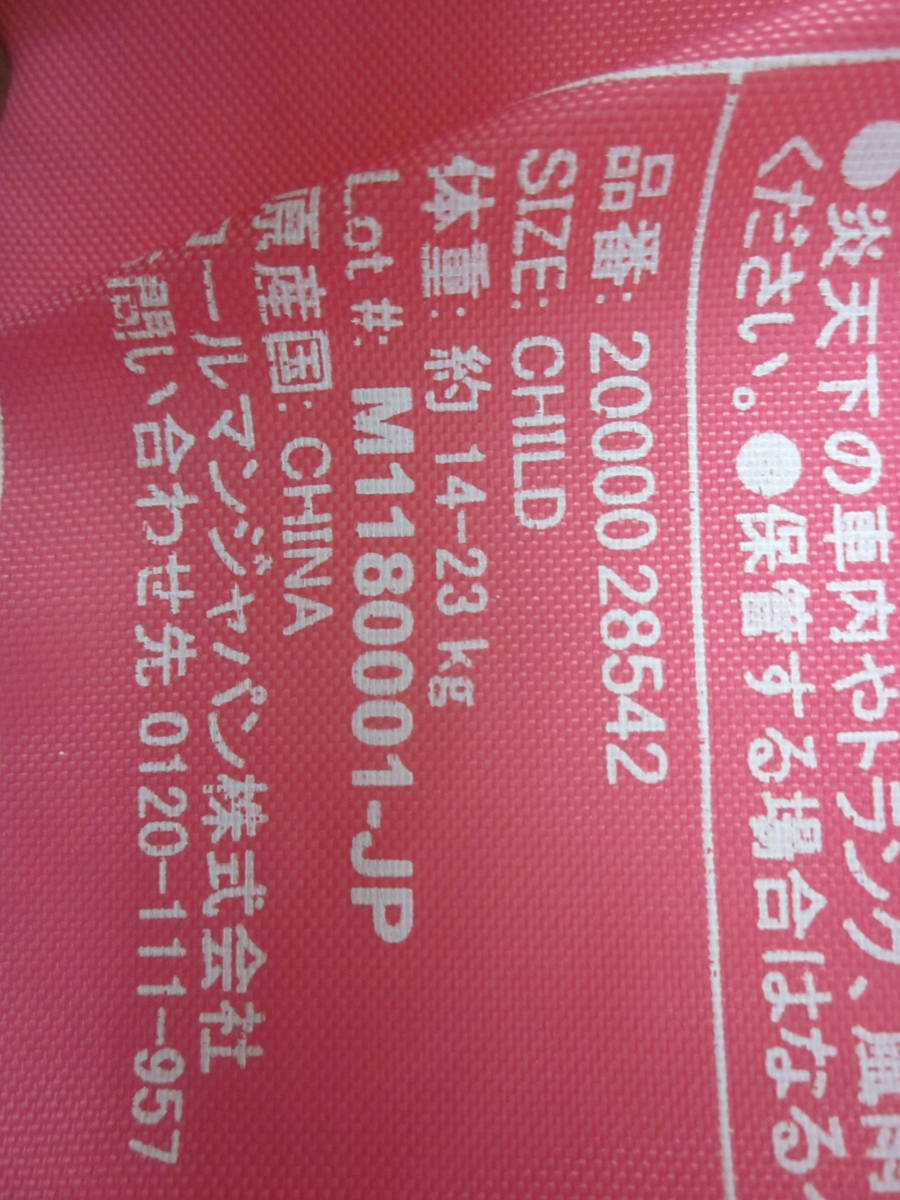 ●炎天下の車内やトランク、
ください。●保管する場合はなる
品番: 2000028542
SIZE: CHILD
体重: 約 14-23 kg
Lot #: M1180001-JP
原産国: CHINA
ールマンジャパン株式会社
問い合わせ先 0120-111-957